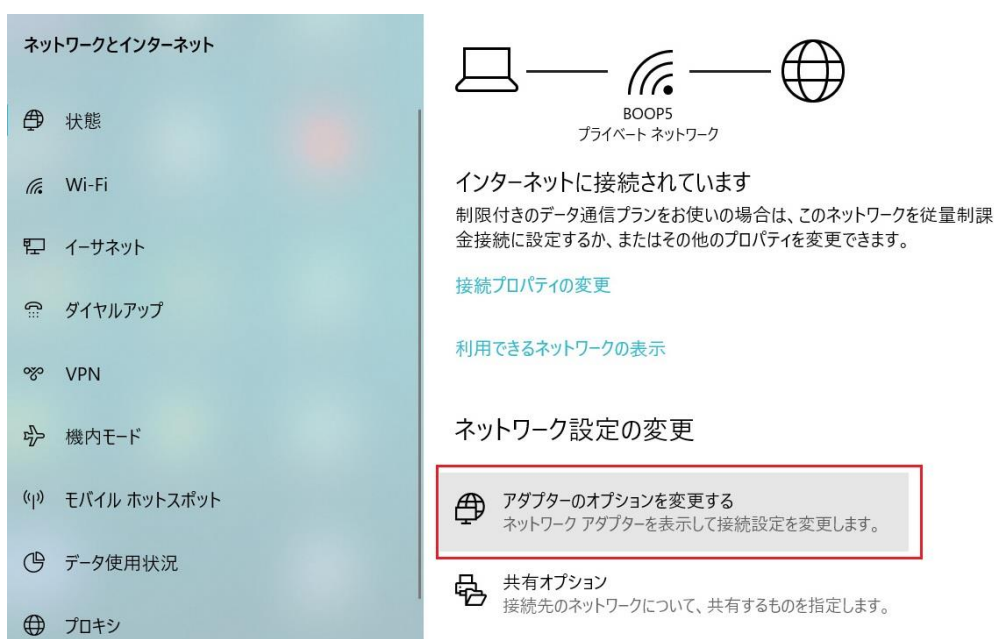 ネットワークとインターネット
状態
Wi-Fi
イーサネット
ダイヤルアップ
VPN
機内モード
モバイル ホットスポット
データ使用状況
プロキシ
BOOP5
プライベート ネットワーク
インターネットに接続されています
制限付きのデータ通信プランをお使いの場合は、このネットワークを従量制課
金接続に設定するか、またはその他のプロパティを変更できます。
接続プロパティの変更
利用できるネットワークの表示
ネットワーク設定の変更
アダプターのオプションを変更する
ネットワーク アダプターを表示して接続設定を変更します。
共有オプション
接続先のネットワークについて、共有するものを指定します。